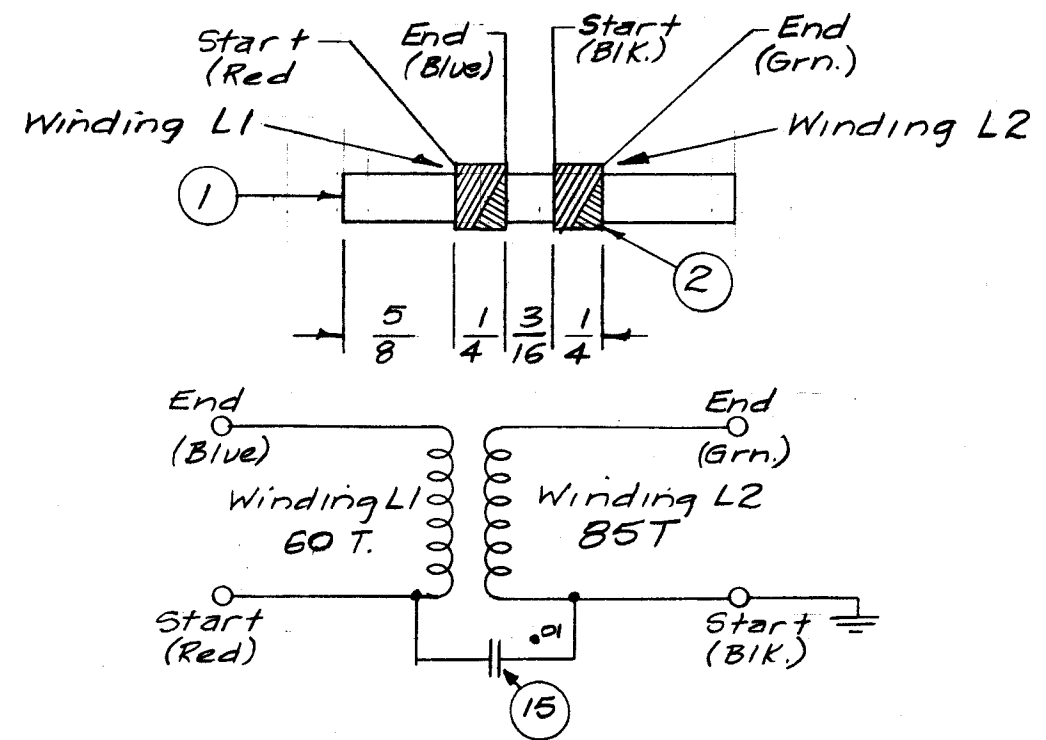 Start
(Red
End
(Blue)
Start
(Blk.)
End
(Grn.)
Winding L1
Winding L2
1
2
5/8
1/4
3/16
1/4
End
(Blue)
End
(Grn.)
Winding L1
60 T.
Winding L2
85T
Start
(Red)
.01
Start
(Blk.)
15